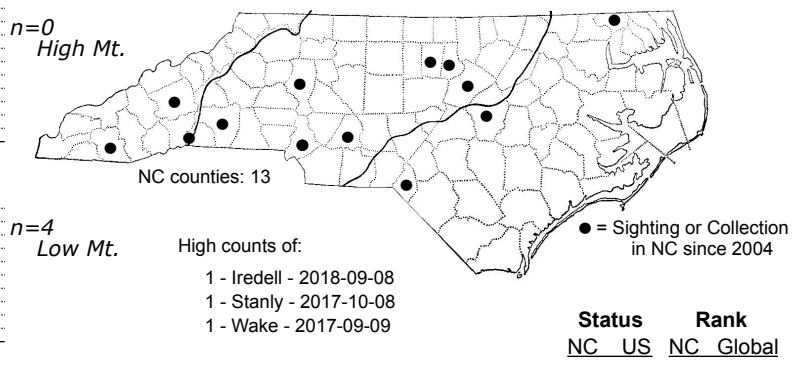 n=0
High Mt.
NC counties: 13
n=4
Low Mt.
High counts of:
1 - Iredell - 2018-09-08
1 - Stanly - 2017-10-08
1 - Wake - 2017-09-09
● = Sighting or Collection
in NC since 2004
Status Rank
NC US NC Global